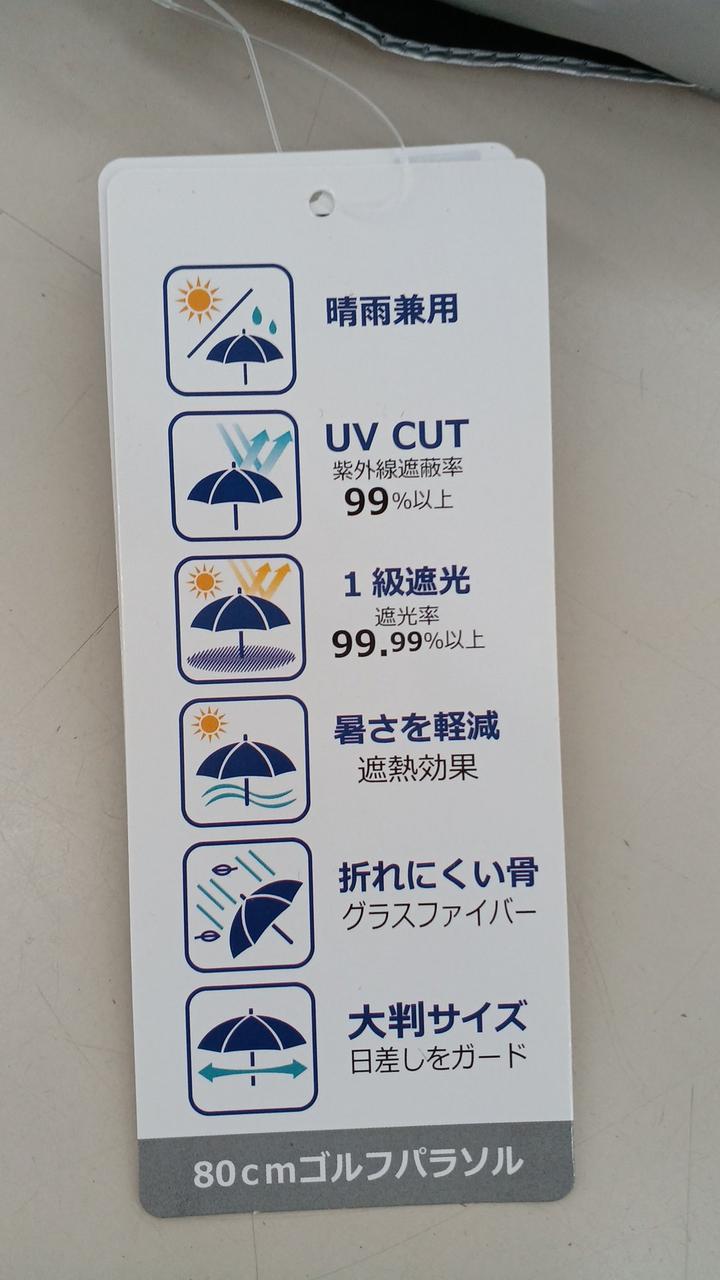 晴雨兼用
UV CUT
紫外線遮蔽率
99%以上
1級遮光
遮光率
99.99%以上
暑さを軽減
遮熱効果
折れにくい骨
グラスファイバー
大判サイズ
日差しをガード
80cmゴルフパラソル